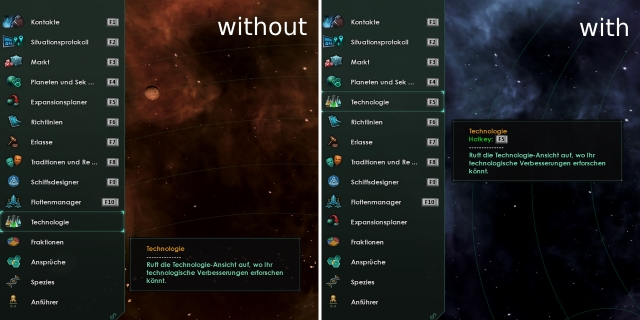 without
Kontakte F1
Situationsprotokoll F2
Markt F3
Planeten und Sek ... F4
Expansionsplaner F5
Richtlinien F6
Erlasse F7
Traditionen und Re ... F8
Schiffsdesigner F9
Flottenmanager F10
Technologie
Fraktionen
Ansprüche
Spezies
Anführer
Technologie
-------------
Ruft die Technologie-Ansicht auf, wo Ihr
technologische Verbesserungen erforschen
könnt.
with
Kontakte F1
Situationsprotokoll F2
Markt F3
Planeten und Sek ... F4
Technologie F5
Richtlinien F6
Erlasse F7
Traditionen und Re ... F8
Schiffsdesigner F9
Flottenmanager F10
Expansionsplaner
Fraktionen
Ansprüche
Spezies
Anführer
Technologie
Hotkey: F5
-------------
Ruft die Technologie-Ansicht auf, wo Ihr
technologische Verbesserungen erforschen
könnt.